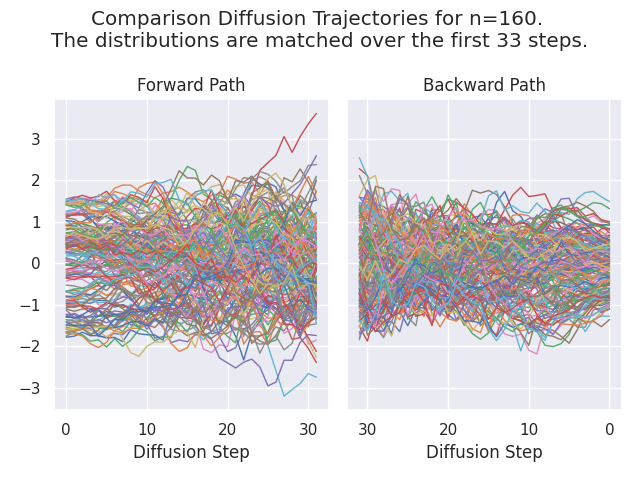 Comparison Diffusion Trajectories for n=160.
The distributions are matched over the first 33 steps.
Forward Path
Backward Path
3
2
1
0
−1
−2
−3
0
10
20
30
30
20
10
0
Diffusion Step
Diffusion Step